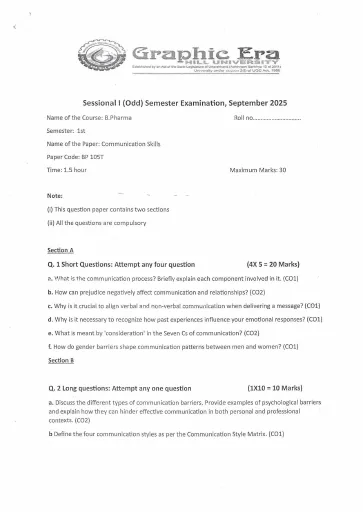 Graphic Era
HILL UNIVERSITY
University under section 2(f) of UGC Act, 1956
Sessional I (Odd) Semester Examination, September 2025
Name of the Course: B.Pharma Roll no..........................
Semester: 1st
Name of the Paper: Communication Skills
Paper Code: BP 105T
Time: 1.5 hour Maximum Marks: 30
Note:
(i) This question paper contains two sections
(ii) All the questions are compulsory
Section A
Q. 1 Short Questions: Attempt any four question (4X 5 = 20 Marks)
a. What is the communication process? Briefly explain each component involved in it. (CO1)
b. How can prejudice negatively affect communication and relationships? (CO2)
c. Why is it crucial to align verbal and non-verbal communication when delivering a message? (CO1)
d. Why is it necessary to recognize how past experiences influence your emotional responses? (CO1)
e. What is meant by 'consideration' in the Seven Cs of communication? (CO2)
f. How do gender barriers shape communication patterns between men and women? (CO1)
Section B
Q. 2 Long questions: Attempt any one question (1X10 = 10 Marks)
a. Discuss the different types of communication barriers. Provide examples of psychological barriers
and explain how they can hinder effective communication in both personal and professional
contexts. (CO2)
b Define the four communication styles as per the Communication Style Matrix. (CO1)